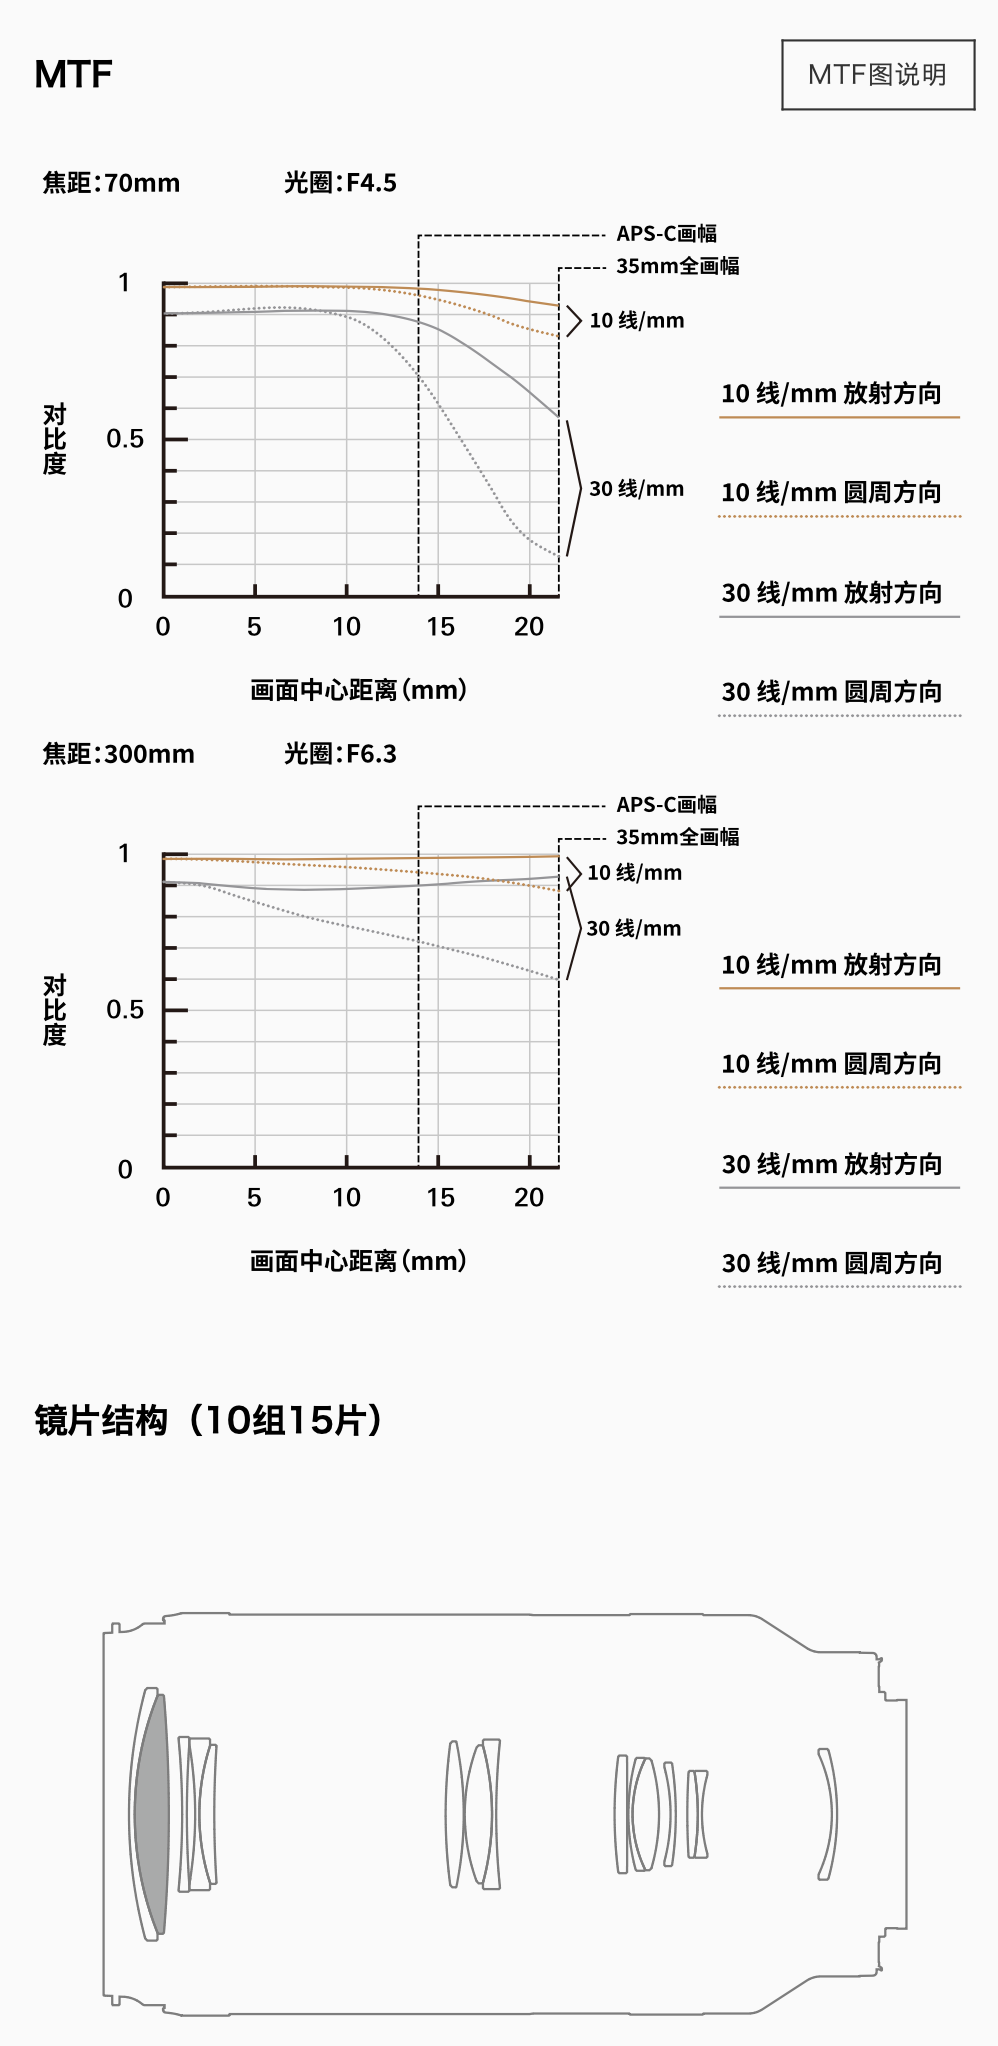 MTF
MTF图说明
焦距：70mm
光圈：F4.5
APS-C画幅
35mm全画幅
1
10 线/mm
10 线/mm 放射方向
对比度
0.5
30 线/mm
10 线/mm 圆周方向
30 线/mm 放射方向
0
0 5 10 15 20
画面中心距离（mm）
30 线/mm 圆周方向
焦距：300mm
光圈：F6.3
APS-C画幅
35mm全画幅
1
10 线/mm
30 线/mm
10 线/mm 放射方向
对比度
0.5
10 线/mm 圆周方向
30 线/mm 放射方向
0
0 5 10 15 20
画面中心距离（mm）
30 线/mm 圆周方向
镜片结构（10组15片）